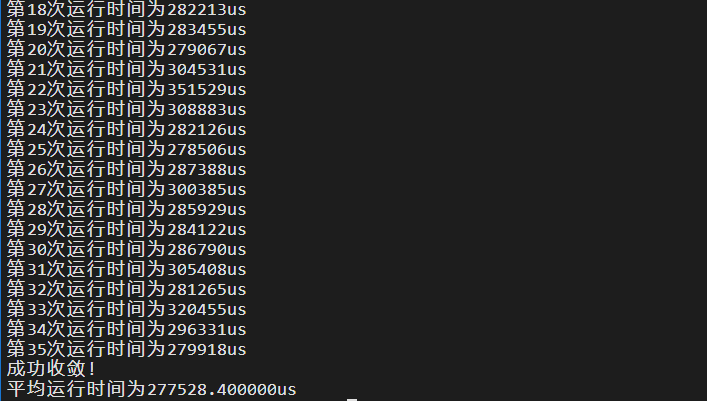 第18次运行时间为282213us
第19次运行时间为283455us
第20次运行时间为279067us
第21次运行时间为304531us
第22次运行时间为351529us
第23次运行时间为308883us
第24次运行时间为282126us
第25次运行时间为278506us
第26次运行时间为287388us
第27次运行时间为300385us
第28次运行时间为285929us
第29次运行时间为284122us
第30次运行时间为286790us
第31次运行时间为305408us
第32次运行时间为281265us
第33次运行时间为320455us
第34次运行时间为296331us
第35次运行时间为279918us
成功收敛!
平均运行时间为277528.400000us